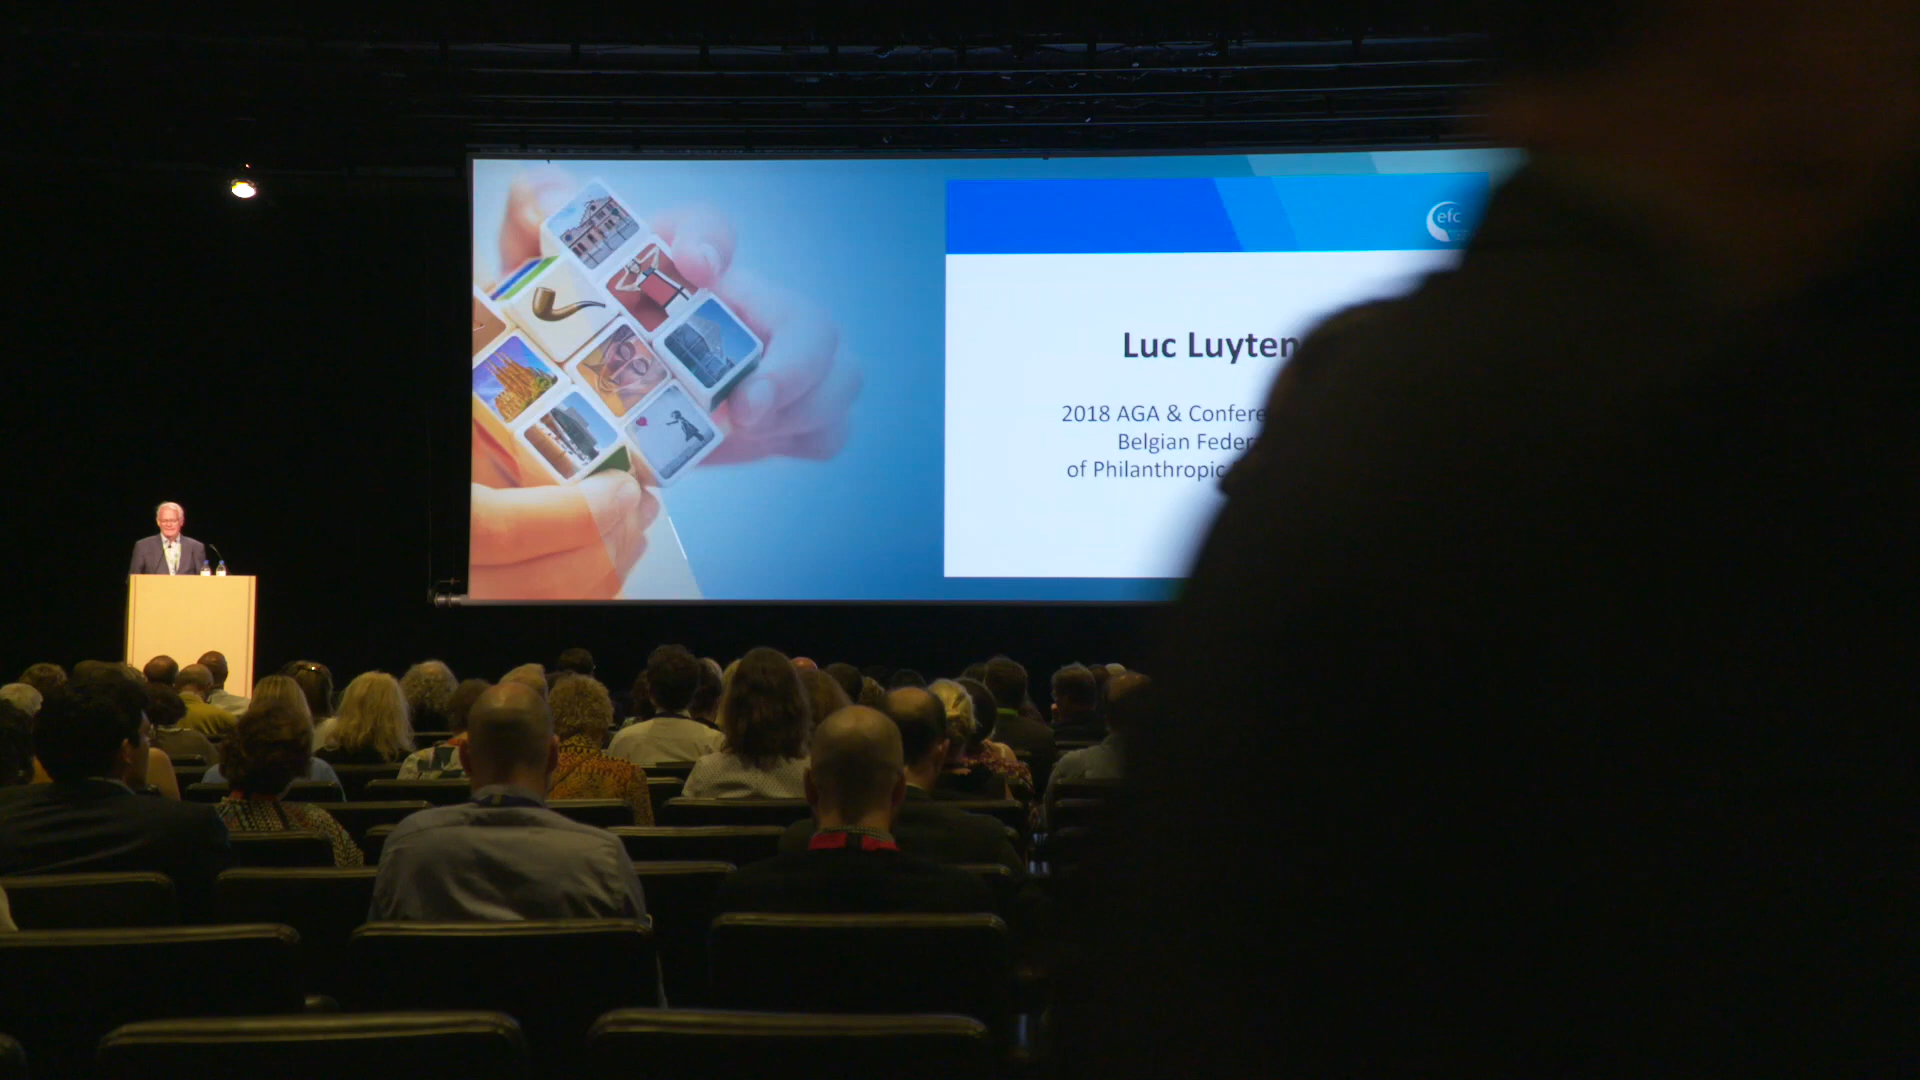 efc
Luc Luyten
2018 AGA & Confere
Belgian Feder
of Philanthropic